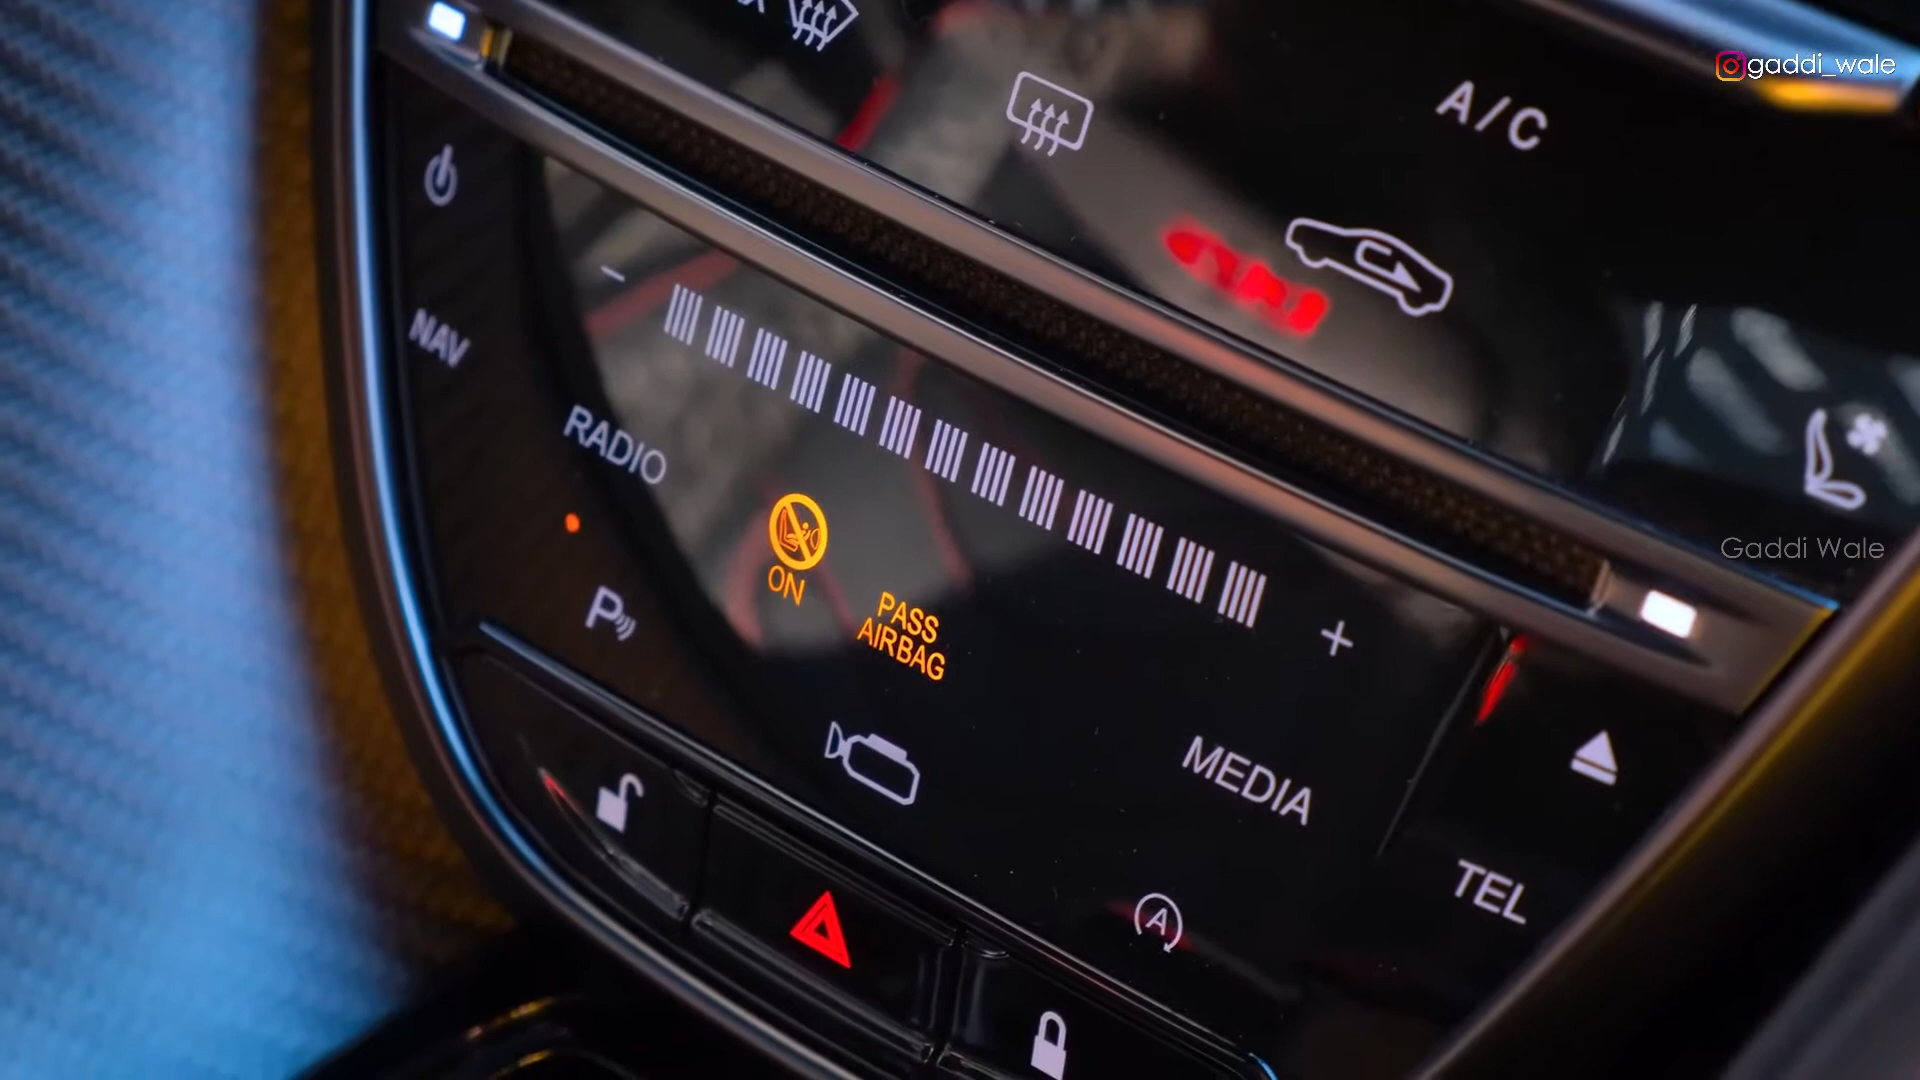 gaddi_wale
A/C
NAV
RADIO
ON
PASS
AIRBAG
P
Gaddi Wale
MEDIA
TEL
A